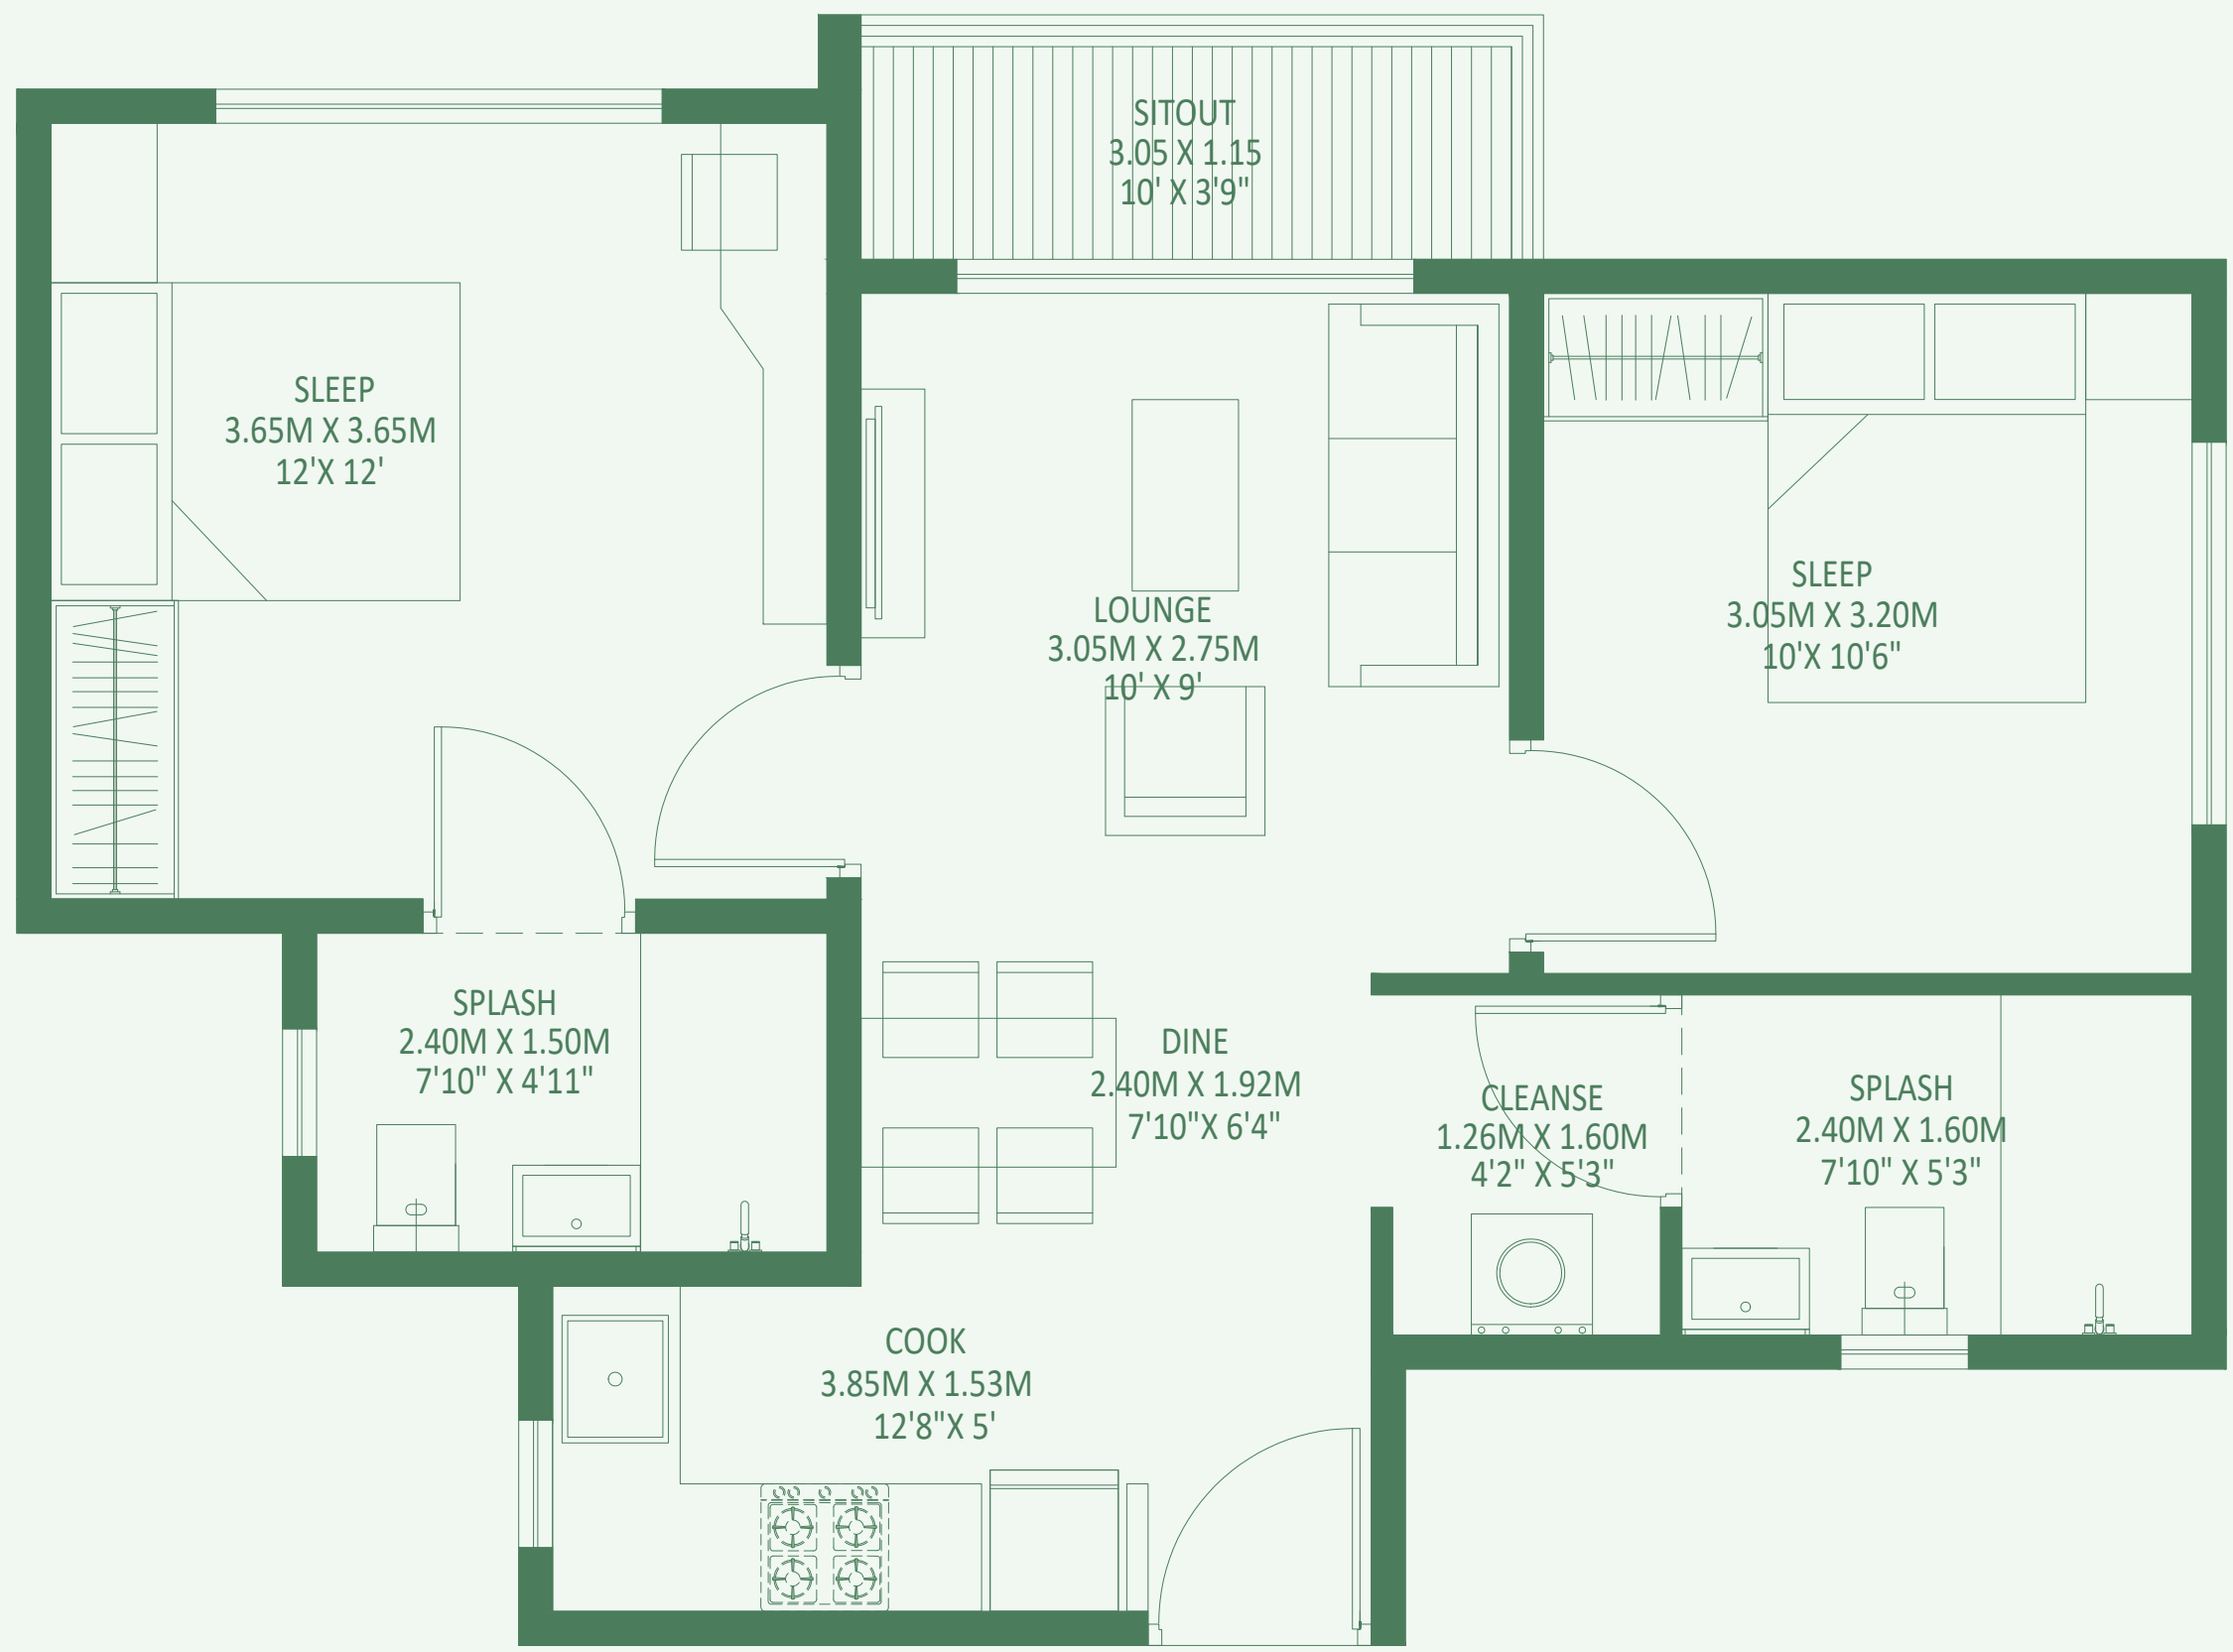 SITOUT
3.05 X 1.15
10' X 3'9"
SLEEP
3.65M X 3.65M
12'X 12'
LOUNGE
3.05M X 2.75M
10' X 9'
SLEEP
3.05M X 3.20M
10'X 10'6"
SPLASH
2.40M X 1.50M
7'10" X 4'11"
DINE
2.40M X 1.92M
7'10"X 6'4"
CLEANSE
1.26M X 1.60M
4'2" X 5'3"
SPLASH
2.40M X 1.60M
7'10" X 5'3"
COOK
3.85M X 1.53M
12'8"X 5'